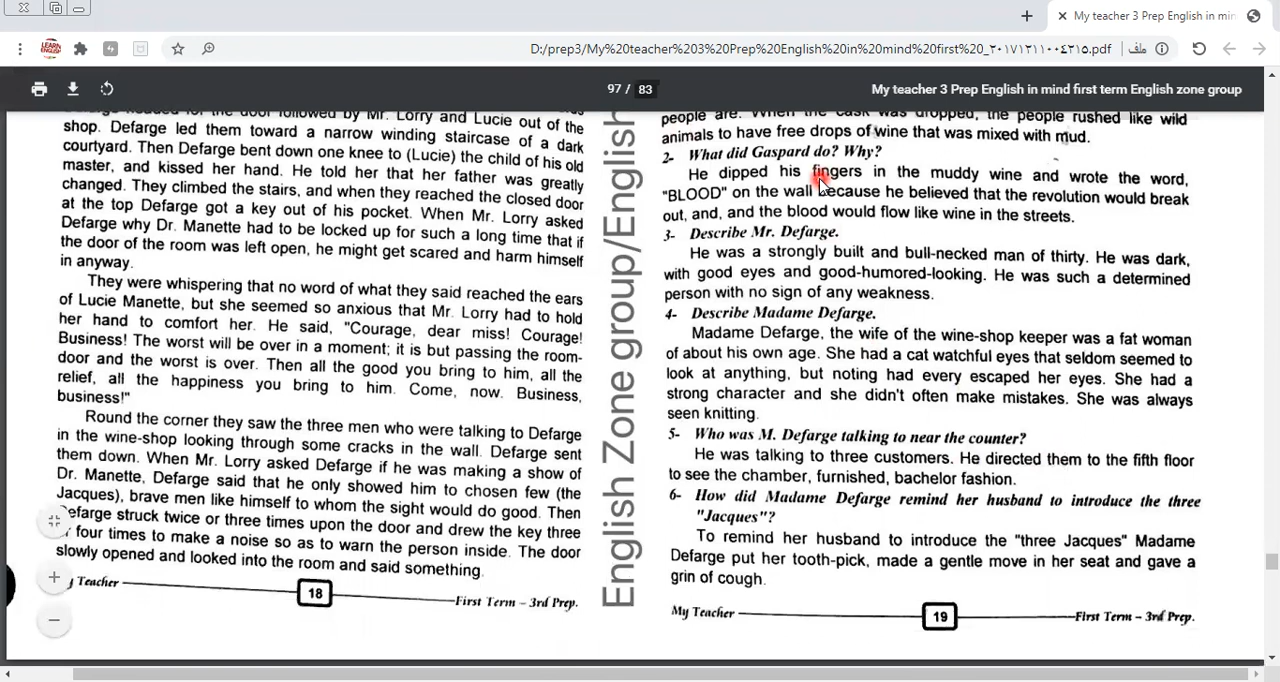 My teacher 3 Prep English in min
D:/prep3/My%20teacher%203%20Prep%20English%20in%20mind%20first%20_٢٠١٧١٢١١٠٠٤٢١٥.pdf
ملف
97 / 83
My teacher 3 Prep English in mind first term English zone group
for the door followed by Mr. Lorry and Lucie out of the
shop. Defarge led them toward a narrow winding staircase of a dark
courtyard. Then Defarge bent down one knee to (Lucie) the child of his old
master, and kissed her hand. He told her that her father was greatly
changed. They climbed the stairs, and when they reached the closed door
at the top Defarge got a key out of his pocket. When Mr. Lorry asked
Defarge why Dr. Manette had to be locked up for such a long time that if
the door of the room was left open, he might get scared and harm himself
in anyway.
They were whispering that no word of what they said reached the ears
of Lucie Manette, but she seemed so anxious that Mr. Lorry had to hold
her hand to comfort her. He said, "Courage, dear miss! Courage!
Business! The worst will be over in a moment; it is but passing the room-
door and the worst is over. Then all the good you bring to him, all the
relief, all the happiness you bring to him. Come, now. Business,
business!"
Round the corner they saw the three men who were talking to Defarge
in the wine-shop looking through some cracks in the wall. Defarge sent
them down. When Mr. Lorry asked Defarge if he was making a show of
Dr. Manette, Defarge said that he only showed him to chosen few (the
Jacques), brave men like himself to whom the sight would do good. Then
efarge struck twice or three times upon the door and drew the key three
four times to make a noise so as to warn the person inside. The door
slowly opened and looked into the room and said something.
Teacher 18 First Term – 3rd Prep.
English Zone group/English
people are. When the cask was dropped, the people rushed like wild
animals to have free drops of wine that was mixed with mud.
2- What did Gaspard do? Why?
He dipped his fingers in the muddy wine and wrote the word,
"BLOOD" on the wall because he believed that the revolution would break
out, and, and the blood would flow like wine in the streets.
3- Describe Mr. Defarge.
He was a strongly built and bull-necked man of thirty. He was dark,
with good eyes and good-humored-looking. He was such a determined
person with no sign of any weakness.
4- Describe Madame Defarge.
Madame Defarge, the wife of the wine-shop keeper was a fat woman
of about his own age. She had a cat watchful eyes that seldom seemed to
look at anything, but noting had every escaped her eyes. She had a
strong character and she didn't often make mistakes. She was always
seen knitting.
5- Who was M. Defarge talking to near the counter?
He was talking to three customers. He directed them to the fifth floor
to see the chamber, furnished, bachelor fashion.
6- How did Madame Defarge remind her husband to introduce the three
"Jacques"?
To remind her husband to introduce the "three Jacques" Madame
Defarge put her tooth-pick, made a gentle move in her seat and gave a
grin of cough.
My Teacher 19 First Term – 3rd Prep.